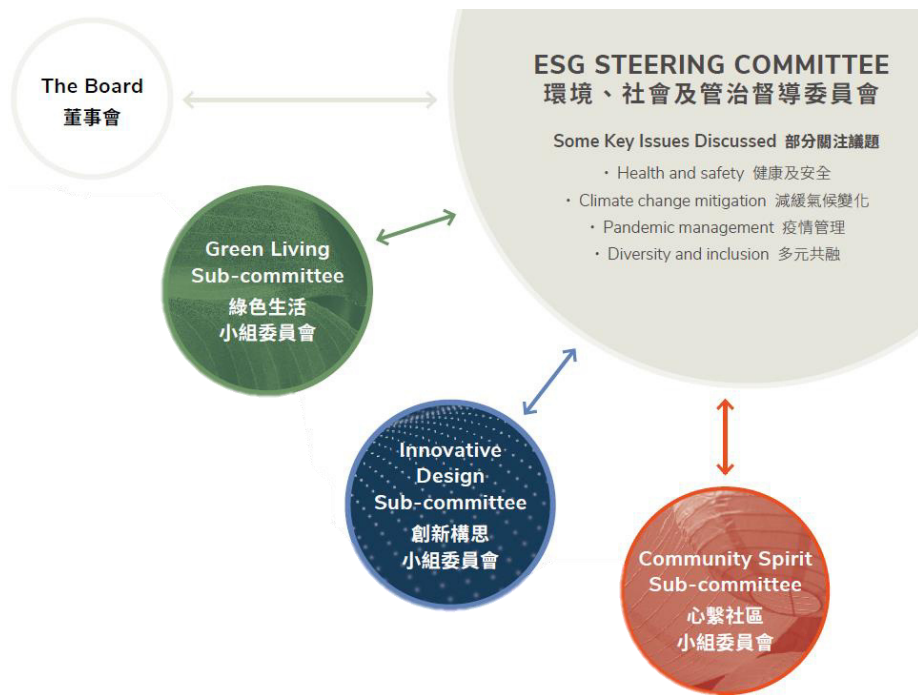 The Board
董事會
ESG STEERING COMMITTEE
環境、社會及管治督導委員會
Some Key Issues Discussed 部分關注議題
・Health and safety 健康及安全
・Climate change mitigation 減緩氣候變化
・Pandemic management 疫情管理
・Diversity and inclusion 多元共融
Green Living
Sub-committee
綠色生活
小組委員會
Innovative
Design
Sub-committee
創新構思
小組委員會
Community Spirit
Sub-committee
心繫社區
小組委員會